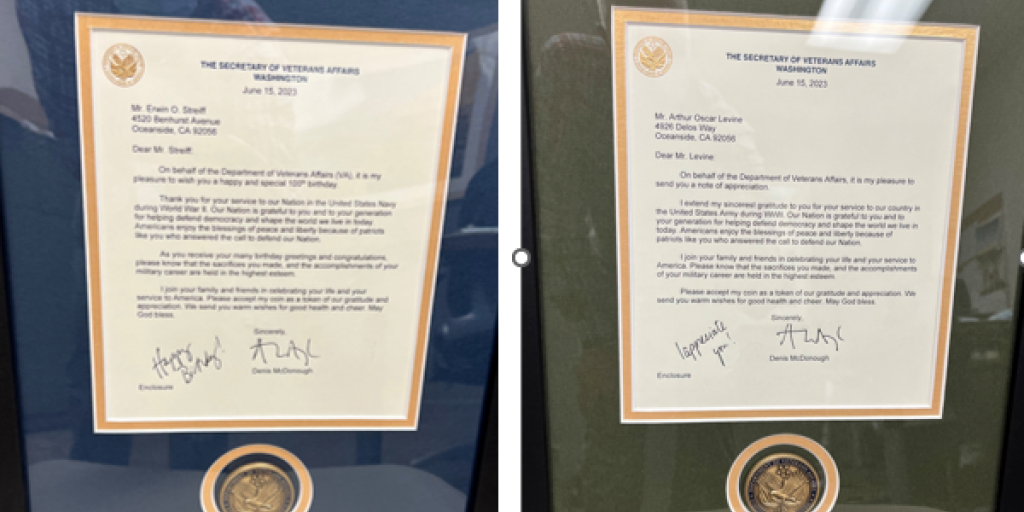 THE SECRETARY OF VETERANS AFFAIRS
WASHINGTON
June 15, 2023
Mr. Erwin O. Streiff
4520 Benhurst Avenue
Oceanside, CA 92056
Dear Mr. Streiff:
On behalf of the Department of Veterans Affairs (VA), it is my
pleasure to wish you a happy and special 100th birthday.
Thank you for your service to our Nation in the United States Navy
during World War II. Our Nation is grateful to you and to your generation
for helping defend democracy and shape the world we live in today.
Americans enjoy the blessings of peace and liberty because of patriots
like you who answered the call to defend our Nation.
As you receive your many birthday greetings and congratulations,
please know that the sacrifices you made, and the accomplishments of your
military career are held in the highest esteem.
I join your family and friends in celebrating your life and your
service to America. Please accept my coin as a token of our gratitude and
appreciation. We send you warm wishes for good health and cheer. May
God bless.
Sincerely,
Happy
Birthday!
Denis McDonough
Enclosure
THE SECRETARY OF VETERANS AFFAIRS
WASHINGTON
June 15, 2023
Mr. Arthur Oscar Levine
4926 Delos Way
Oceanside, CA 92056
Dear Mr. Levine:
On behalf of the Department of Veterans Affairs, it is my pleasure to
send you a note of appreciation.
I extend my sincerest gratitude to you for your service to our country in
the United States Army during WWII. Our Nation is grateful to you and to
your generation for helping defend democracy and shape the world we live in
today. Americans enjoy the blessings of peace and liberty because of
patriots like you who answered the call to defend our Nation.
I join your family and friends in celebrating your life and your service to
America. Please know that the sacrifices you made, and the accomplishments
of your military career are held in the highest esteem.
Please accept my coin as a token of our gratitude and appreciation. We
send you warm wishes for good health and cheer. May God bless.
Sincerely,
I appreciate
you!
Denis McDonough
Enclosure